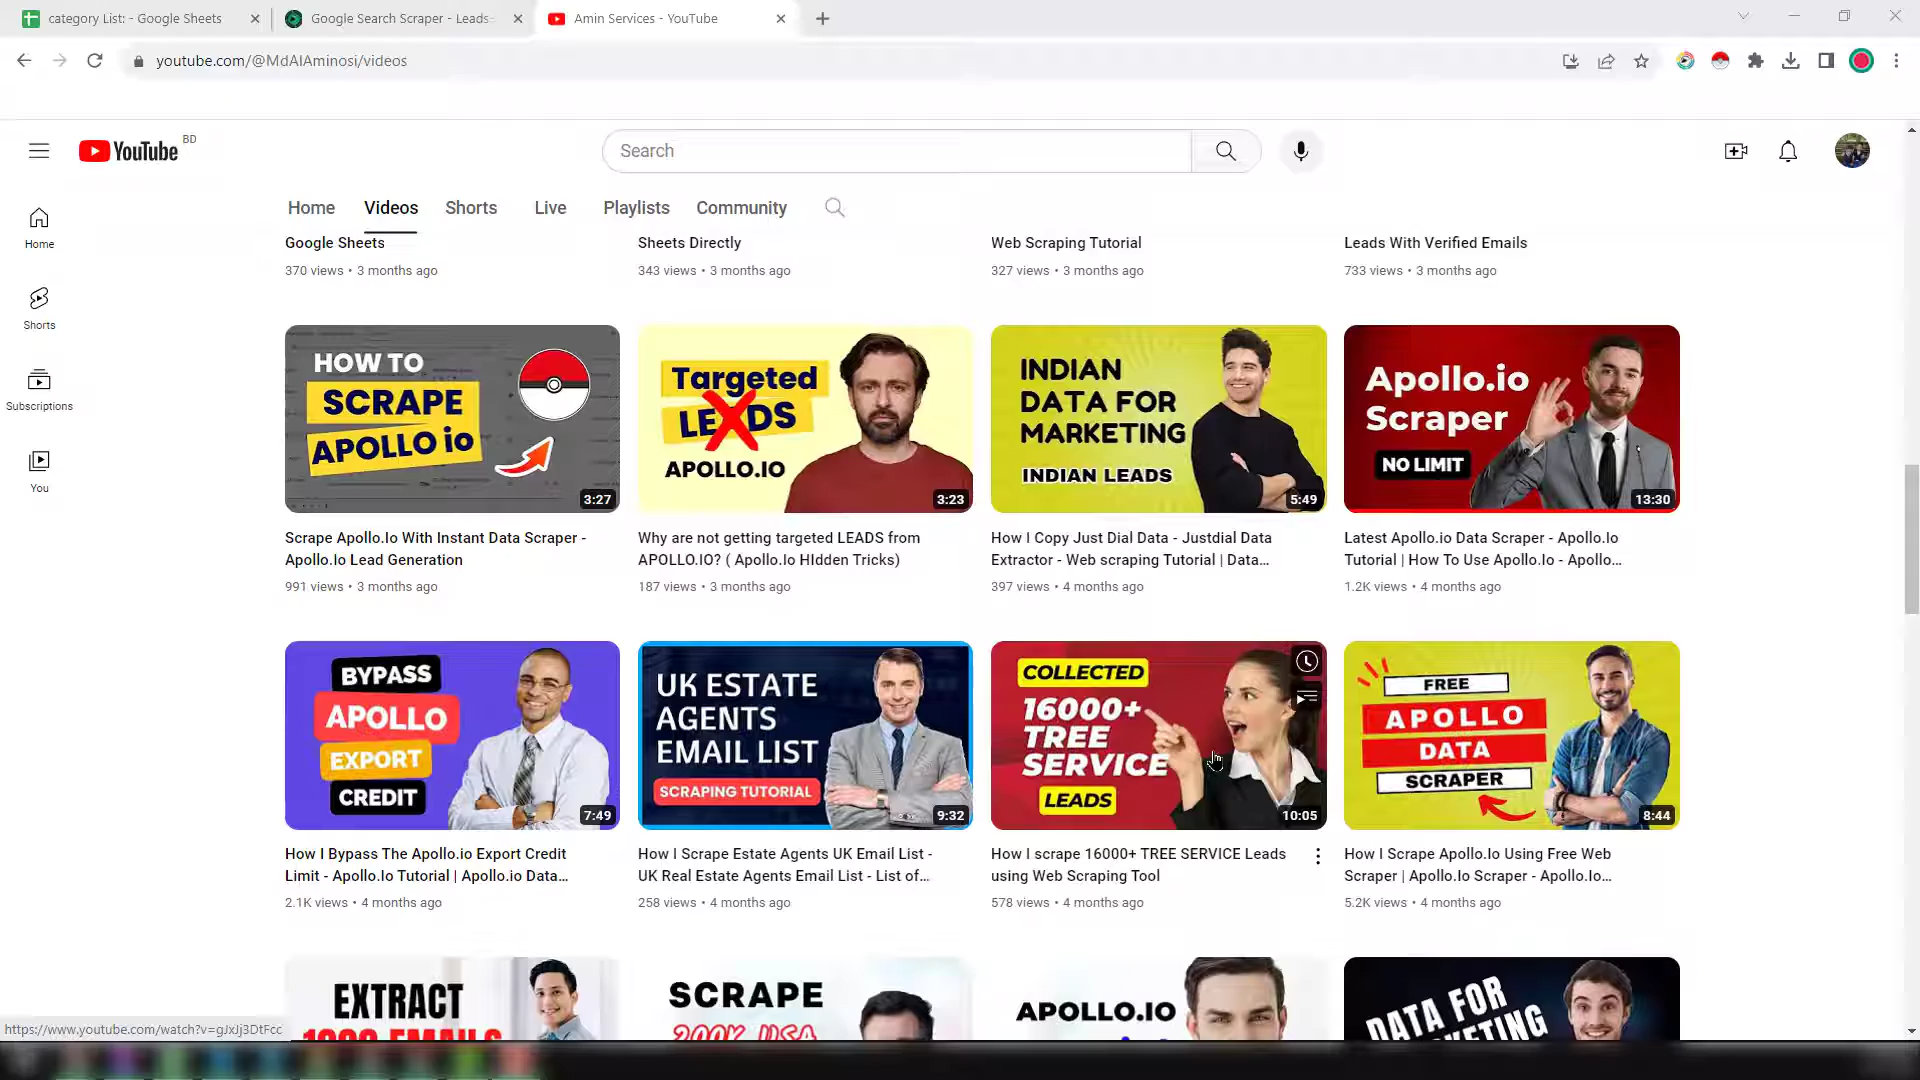 category List: - Google Sheets
Google Search Scraper - Leads
Amin Services - YouTube
youtube.com/@MdAlAminosi/videos
YouTube BD
Search
Home Videos Shorts Live Playlists Community
Home
Shorts
Subscriptions
You
Google Sheets
370 views • 3 months ago
Sheets Directly
343 views • 3 months ago
Web Scraping Tutorial
327 views • 3 months ago
Leads With Verified Emails
733 views • 3 months ago
HOW TO
SCRAPE
APOLLO io
3:27
Scrape Apollo.Io With Instant Data Scraper -
Apollo.Io Lead Generation
991 views • 3 months ago
Targeted
LEADS
APOLLO.IO
3:23
Why are not getting targeted LEADS from
APOLLO.IO? ( Apollo.Io HIdden Tricks)
187 views • 3 months ago
INDIAN
DATA FOR
MARKETING
INDIAN LEADS
5:49
How I Copy Just Dial Data - Justdial Data
Extractor - Web scraping Tutorial | Data...
397 views • 4 months ago
Apollo.io
Scraper
NO LIMIT
13:30
Latest Apollo.io Data Scraper - Apollo.Io
Tutorial | How To Use Apollo.Io - Apollo...
1.2K views • 4 months ago
BYPASS
APOLLO
EXPORT
CREDIT
7:49
How I Bypass The Apollo.io Export Credit
Limit - Apollo.Io Tutorial | Apollo.io Data...
2.1K views • 4 months ago
UK ESTATE
AGENTS
EMAIL LIST
SCRAPING TUTORIAL
9:32
How I Scrape Estate Agents UK Email List -
UK Real Estate Agents Email List - List of...
258 views • 4 months ago
COLLECTED
16000+
TREE
SERVICE
LEADS
10:05
How I scrape 16000+ TREE SERVICE Leads
using Web Scraping Tool
578 views • 4 months ago
FREE
APOLLO
DATA
SCRAPER
8:44
How I Scrape Apollo.Io Using Free Web
Scraper | Apollo.Io Scraper - Apollo.Io...
5.2K views • 4 months ago
EXTRACT
1000 EMAILS
SCRAPE
200K USA
APOLLO.IO
DATA FOR
MARKETING
https://www.youtube.com/watch?v=gJxJj3DtFcc